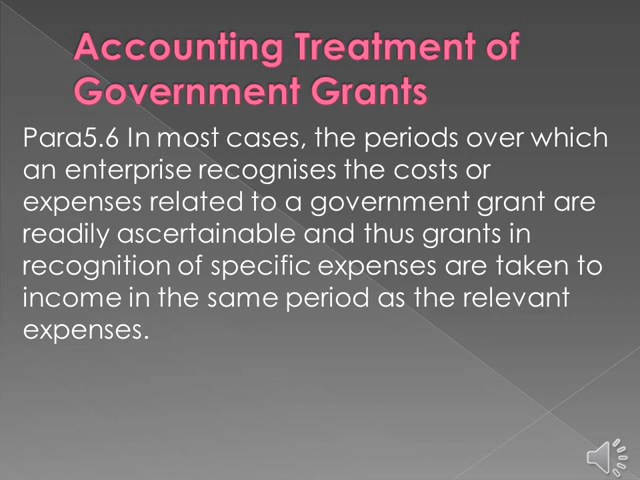 Accounting Treatment of
Government Grants
Para5.6 In most cases, the periods over which
an enterprise recognises the costs or
expenses related to a government grant are
readily ascertainable and thus grants in
recognition of specific expenses are taken to
income in the same period as the relevant
expenses.